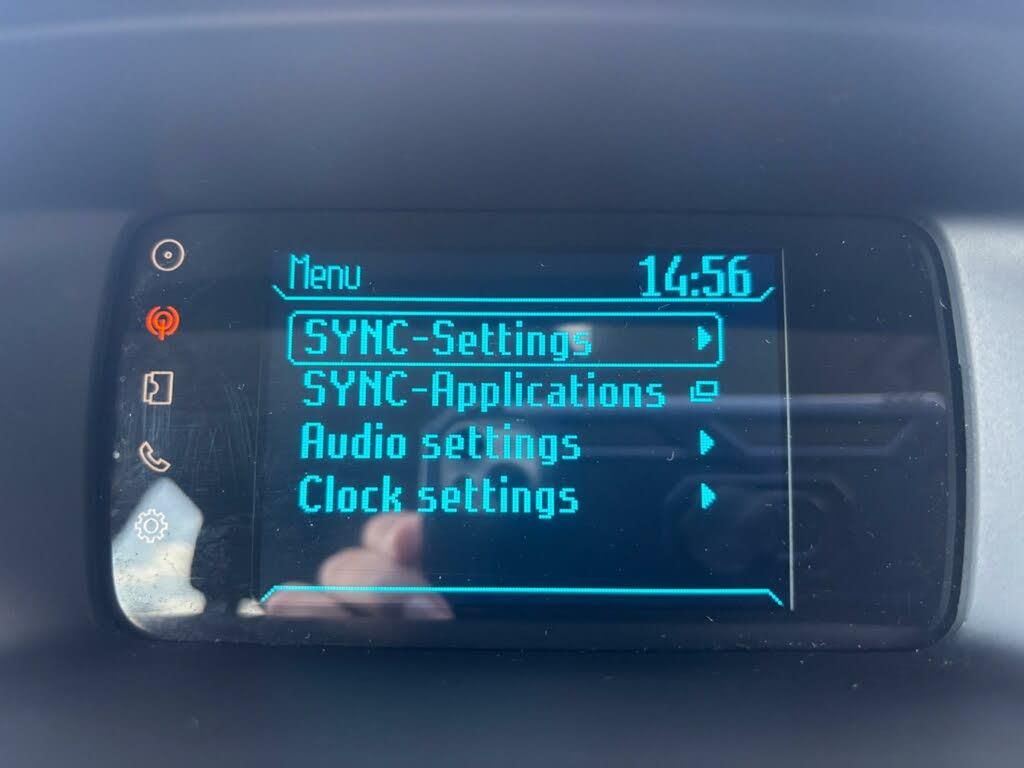 Menu 14:56
SYNC-Settings
SYNC-Applications
Audio settings
Clock settings